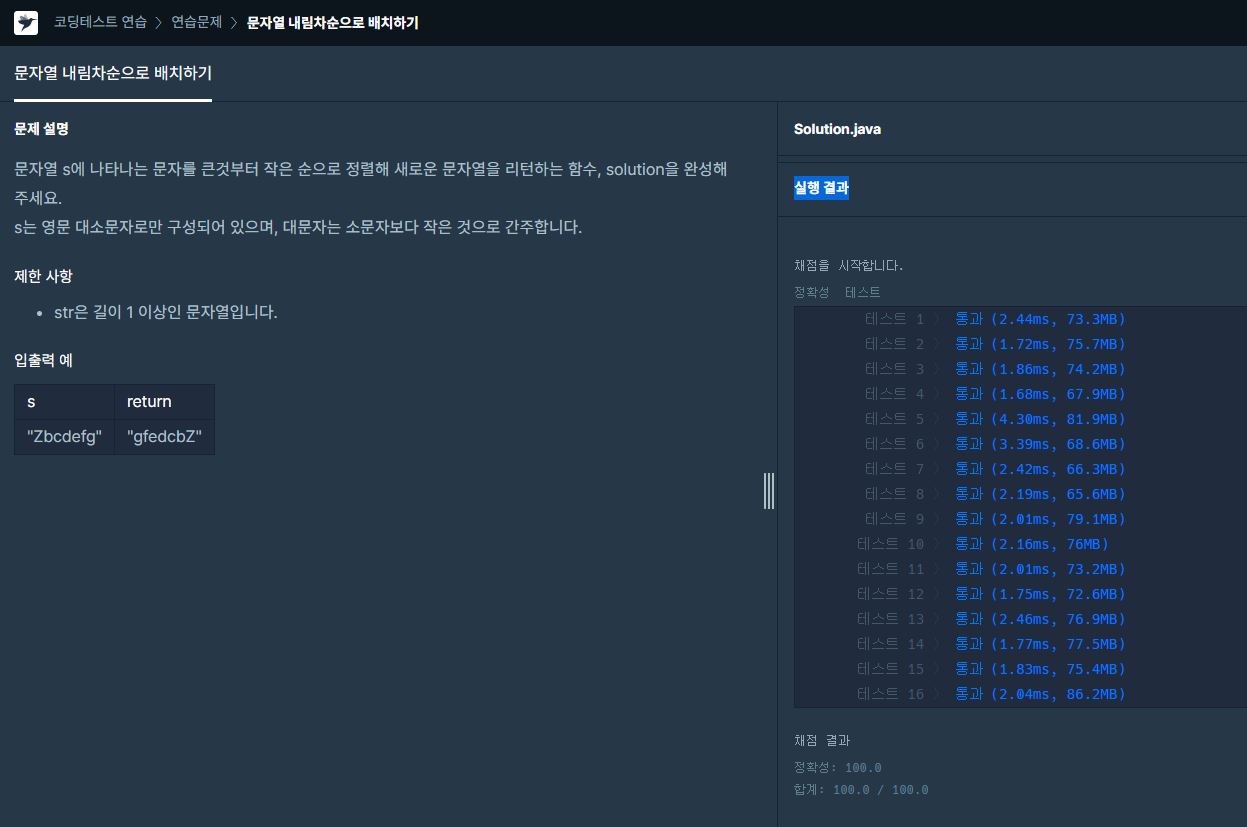 코딩테스트 연습 > 연습문제 > 문자열 내림차순으로 배치하기
문자열 내림차순으로 배치하기
문제 설명
문자열 s에 나타나는 문자를 큰것부터 작은 순으로 정렬해 새로운 문자열을 리턴하는 함수, solution을 완성해
주세요.
s는 영문 대소문자로만 구성되어 있으며, 대문자는 소문자보다 작은 것으로 간주합니다.
제한 사항
• str은 길이 1 이상인 문자열입니다.
입출력 예
s return
"Zbcdefg" "gfedcbZ"
Solution.java
실행 결과
채점을 시작합니다.
정확성 테스트
테스트 1 〉 통과 (2.44ms, 73.3MB)
테스트 2 〉 통과 (1.72ms, 75.7MB)
테스트 3 〉 통과 (1.86ms, 74.2MB)
테스트 4 〉 통과 (1.68ms, 67.9MB)
테스트 5 〉 통과 (4.30ms, 81.9MB)
테스트 6 〉 통과 (3.39ms, 68.6MB)
테스트 7 〉 통과 (2.42ms, 66.3MB)
테스트 8 〉 통과 (2.19ms, 65.6MB)
테스트 9 〉 통과 (2.01ms, 79.1MB)
테스트 10 〉 통과 (2.16ms, 76MB)
테스트 11 〉 통과 (2.01ms, 73.2MB)
테스트 12 〉 통과 (1.75ms, 72.6MB)
테스트 13 〉 통과 (2.46ms, 76.9MB)
테스트 14 〉 통과 (1.77ms, 77.5MB)
테스트 15 〉 통과 (1.83ms, 75.4MB)
테스트 16 〉 통과 (2.04ms, 86.2MB)
채점 결과
정확성: 100.0
합계: 100.0 / 100.0